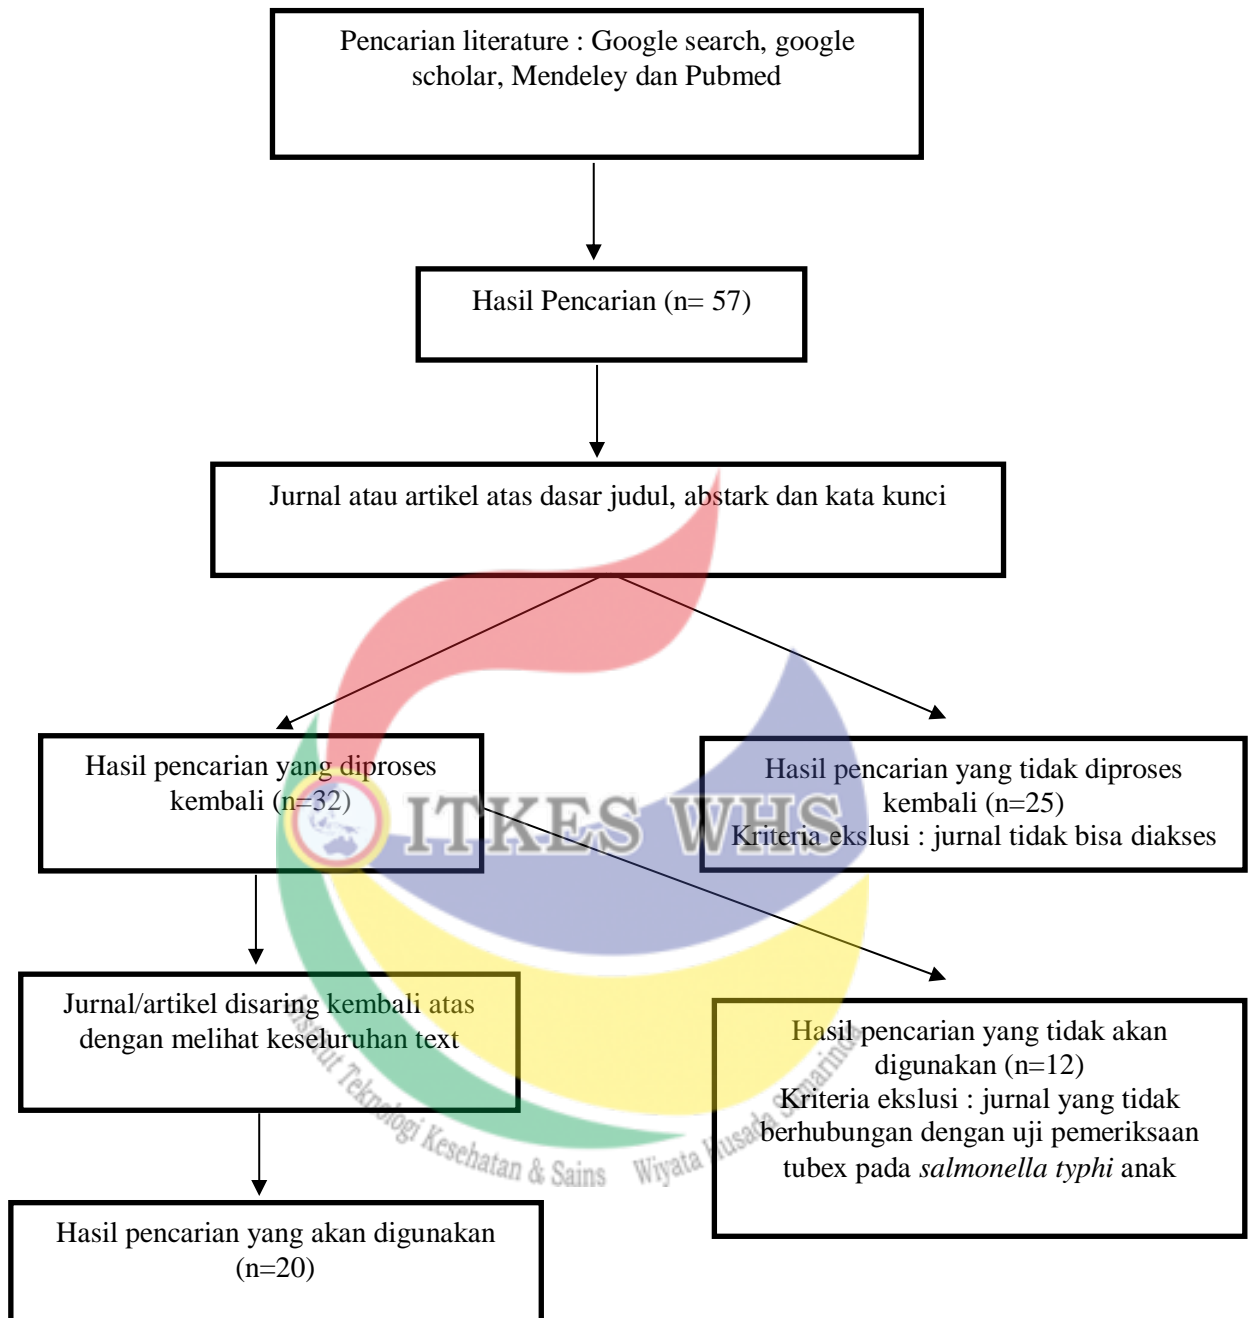 Pencarian literature : Google search, google
scholar, Mendeley dan Pubmed
Hasil Pencarian (n= 57)
Jurnal atau artikel atas dasar judul, abstark dan kata kunci
Hasil pencarian yang diproses
kembali (n=32)
Hasil pencarian yang tidak diproses
kembali (n=25)
Kriteria ekslusi : jurnal tidak bisa diakses
ITKES WHS
Jurnal/artikel disaring kembali atas
dengan melihat keseluruhan text
Hasil pencarian yang tidak akan
digunakan (n=12)
Kriteria ekslusi : jurnal yang tidak
berhubungan dengan uji pemeriksaan
tubex pada salmonella typhi anak
Institut Teknologi Kesehatan & Sains Wiyata Husada Samarinda
Hasil pencarian yang akan digunakan
(n=20)